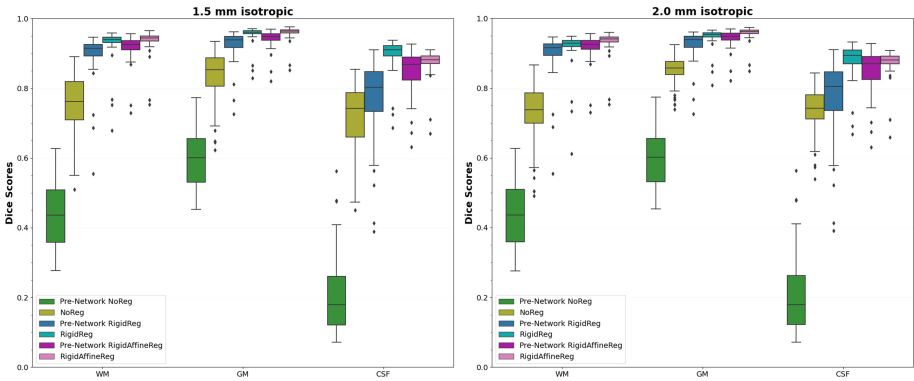 1.5 mm isotropic
1.0
0.8
0.6
0.4
0.2
0.0
Dice Scores
Pre-Network NoReg
NoReg
Pre-Network RigidReg
RigidReg
Pre-Network RigidAffineReg
RigidAffineReg
WM
GM
CSF
2.0 mm isotropic
1.0
0.8
0.6
0.4
0.2
0.0
Dice Scores
Pre-Network NoReg
NoReg
Pre-Network RigidReg
RigidReg
Pre-Network RigidAffineReg
RigidAffineReg
WM
GM
CSF